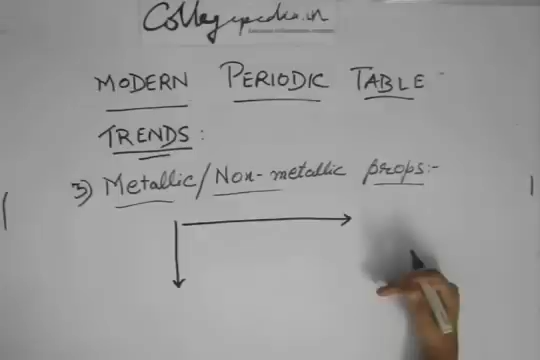 Collegepedia.in
MODERN PERIODIC TABLE
TRENDS:
3) Metallic/Non-metallic props:-